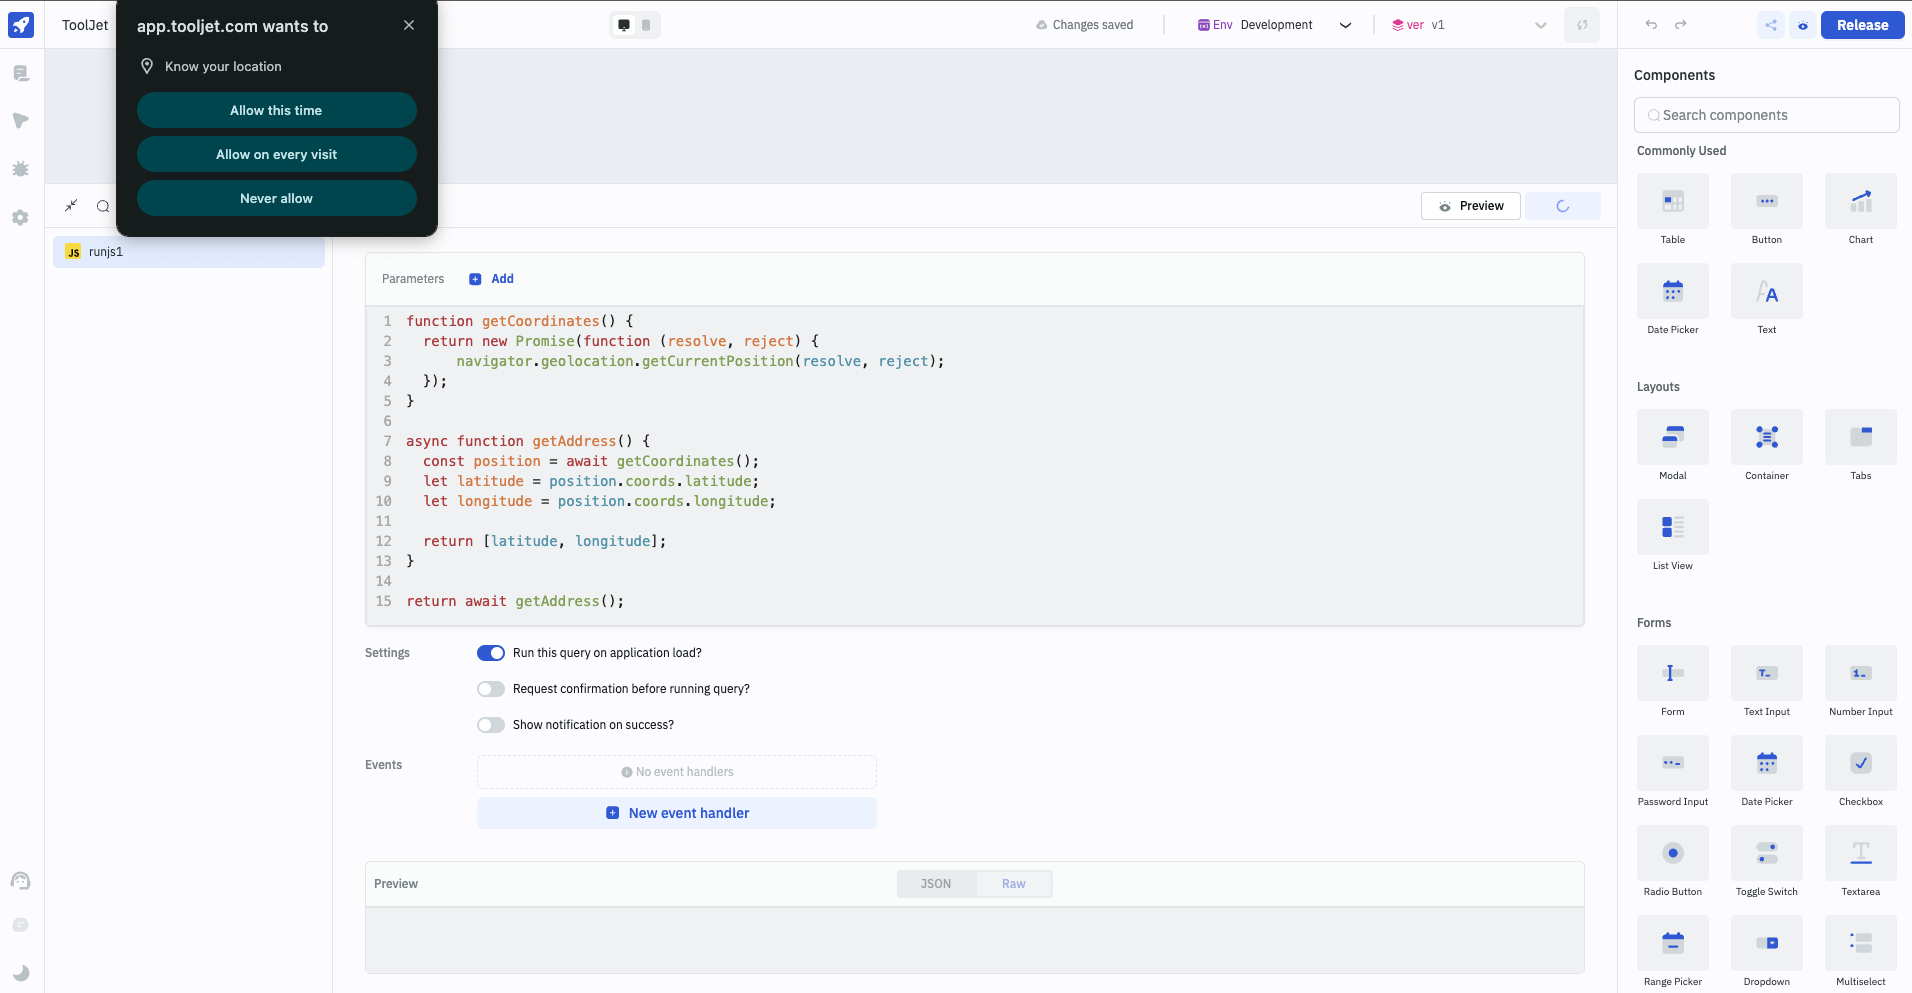 ToolJet
app.tooljet.com wants to
Know your location
Allow this time
Allow on every visit
Never allow
Changes saved
Env Development
ver v1
Release
Preview
JS runjs1
Parameters
Add
1 function getCoordinates() {
2   return new Promise(function (resolve, reject) {
3       navigator.geolocation.getCurrentPosition(resolve, reject);
4   });
5 }
6
7 async function getAddress() {
8   const position = await getCoordinates();
9   let latitude = position.coords.latitude;
10   let longitude = position.coords.longitude;
11
12   return [latitude, longitude];
13 }
14
15 return await getAddress();
Settings
Run this query on application load?
Request confirmation before running query?
Show notification on success?
Events
No event handlers
New event handler
Preview
JSON
Raw
Components
Search components
Commonly Used
Table
Button
Chart
Date Picker
Text
Layouts
Modal
Container
Tabs
List View
Forms
Form
Text Input
Number Input
Password Input
Date Picker
Checkbox
Radio Button
Toggle Switch
Textarea
Range Picker
Dropdown
Multiselect